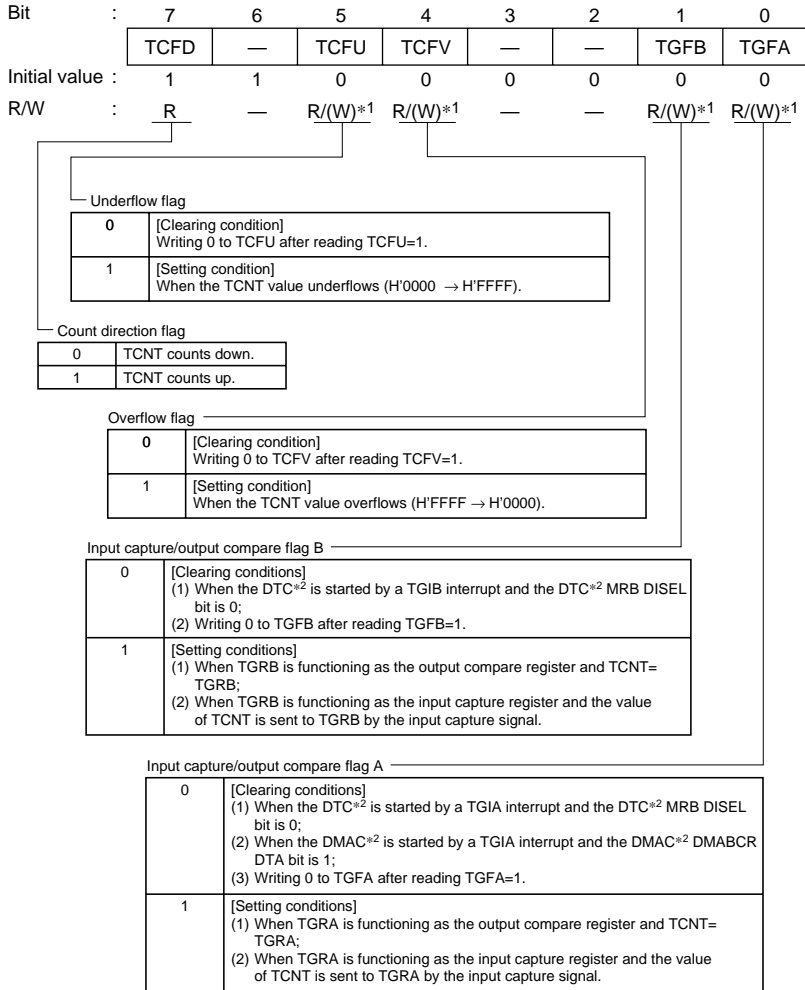 Bit : 7 6 5 4 3 2 1 0
TCFD — TCFU TCFV — — TGFB TGFA
Initial value : 1 1 0 0 0 0 0 0
R/W : R — R/(W)*1 R/(W)*1 — — R/(W)*1 R/(W)*1
Underflow flag
0 [Clearing condition]
Writing 0 to TCFU after reading TCFU=1.
1 [Setting condition]
When the TCNT value underflows (H'0000 → H'FFFF).
Count direction flag
0 TCNT counts down.
1 TCNT counts up.
Overflow flag
0 [Clearing condition]
Writing 0 to TCFV after reading TCFV=1.
1 [Setting condition]
When the TCNT value overflows (H'FFFF → H'0000).
Input capture/output compare flag B
0 [Clearing conditions]
(1) When the DTC*2 is started by a TGIB interrupt and the DTC*2 MRB DISEL
bit is 0;
(2) Writing 0 to TGFB after reading TGFB=1.
1 [Setting conditions]
(1) When TGRB is functioning as the output compare register and TCNT=
TGRB;
(2) When TGRB is functioning as the input capture register and the value
of TCNT is sent to TGRB by the input capture signal.
Input capture/output compare flag A
0 [Clearing conditions]
(1) When the DTC*2 is started by a TGIA interrupt and the DTC*2 MRB DISEL
bit is 0;
(2) When the DMAC*2 is started by a TGIA interrupt and the DMAC*2 DMABCR
DTA bit is 1;
(3) Writing 0 to TGFA after reading TGFA=1.
1 [Setting conditions]
(1) When TGRA is functioning as the output compare register and TCNT=
TGRA;
(2) When TGRA is functioning as the input capture register and the value
of TCNT is sent to TGRA by the input capture signal.